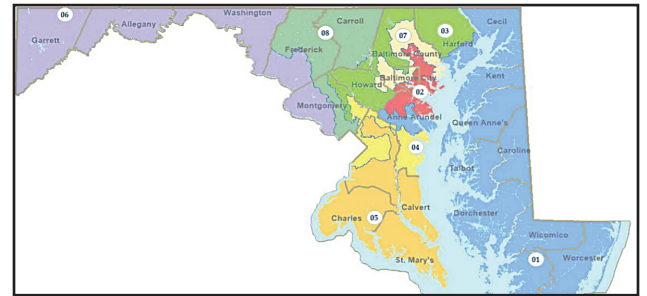 06
Garrett
Allegany
Washington
Frederick
08
Carroll
07
Baltimore County
03
Harford
Cecil
Baltimore City
02
Howard
Montgomery
Anne Arundel
Kent
Queen Anne's
04
Caroline
Talbot
Calvert
Charles
05
Dorchester
St. Mary's
Wicomico
01
Worcester